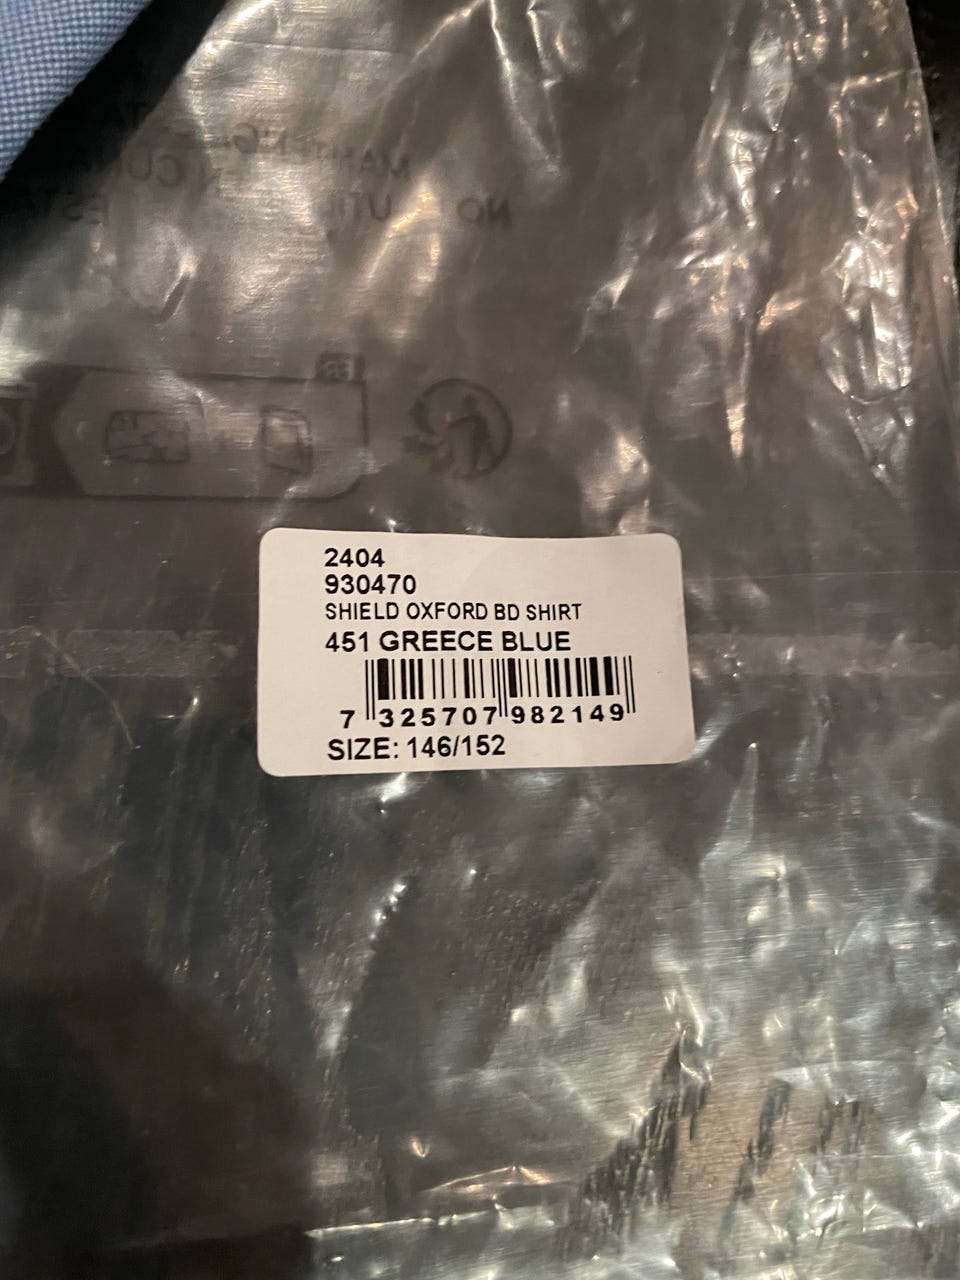 2404
930470
SHIELD OXFORD BD SHIRT
451 GREECE BLUE
7 325707 982149
SIZE: 146/152